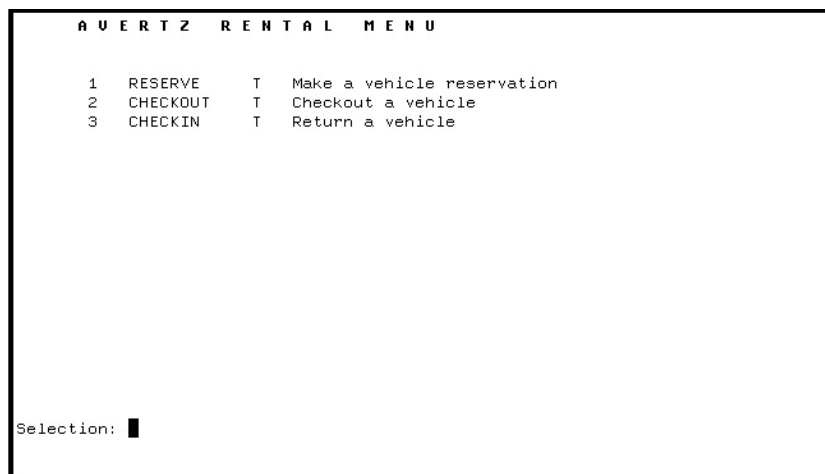 A V E R T Z   R E N T A L   M E N U
1 RESERVE T Make a vehicle reservation
2 CHECKOUT T Checkout a vehicle
3 CHECKIN T Return a vehicle
Selection: